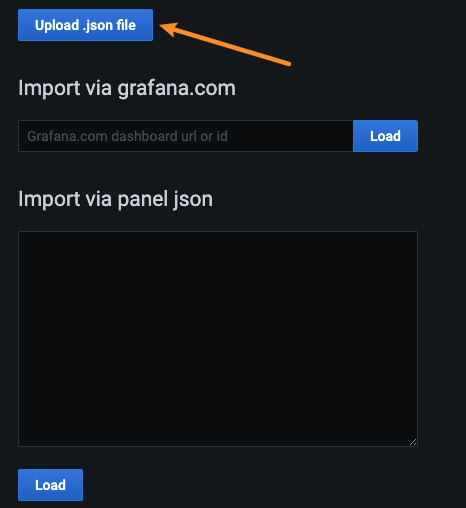 Upload .json file
Import via grafana.com
Grafana.com dashboard url or id
Load
Import via panel json
Load